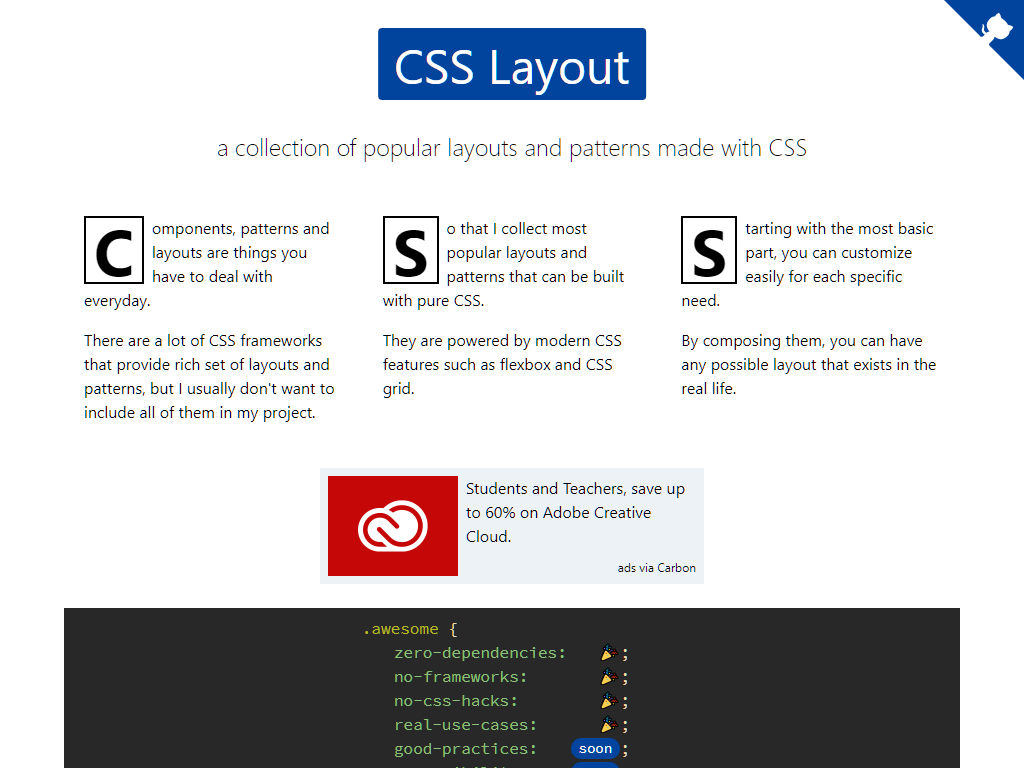 CSS Layout
a collection of popular layouts and patterns made with CSS
Components, patterns and
layouts are things you
have to deal with
everyday.
There are a lot of CSS frameworks
that provide rich set of layouts and
patterns, but I usually don't want to
include all of them in my project.
So that I collect most
popular layouts and
patterns that can be built
with pure CSS.
They are powered by modern CSS
features such as flexbox and CSS
grid.
Starting with the most basic
part, you can customize
easily for each specific
need.
By composing them, you can have
any possible layout that exists in the
real life.
Students and Teachers, save up
to 60% on Adobe Creative
Cloud.
ads via Carbon
.awesome {
zero-dependencies: 🎉;
no-frameworks: 🎉;
no-css-hacks: 🎉;
real-use-cases: 🎉;
good-practices: soon;